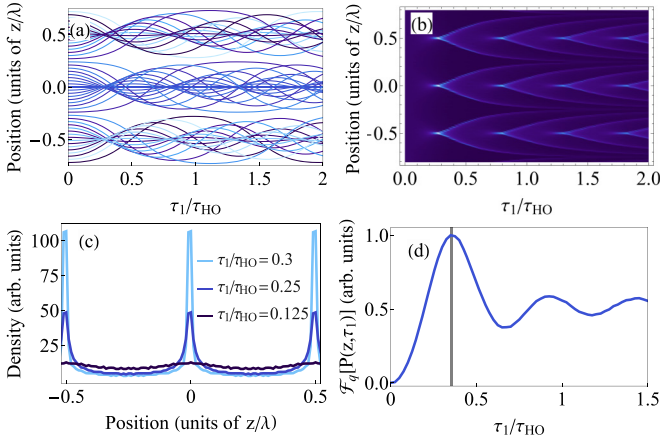 (a)
Position (units of z/λ)
0.5
0.0
−0.5
0
0.5
1
1.5
2
τ₁/τHO
(b)
Position (units of z/λ)
0.5
0.0
-0.5
0.0
0.5
1.0
1.5
2.0
τ₁/τHO
(c)
Density (arb. units)
100
75
50
25
τ₁/τHO = 0.3
τ₁/τHO = 0.25
τ₁/τHO = 0.125
−0.5
0
0.5
Position (units of z/λ)
(d)
ℱq[P(z,τ₁)] (arb. units)
1.0
0.5
0.0
0
0.5
1
1.5
τ₁/τHO